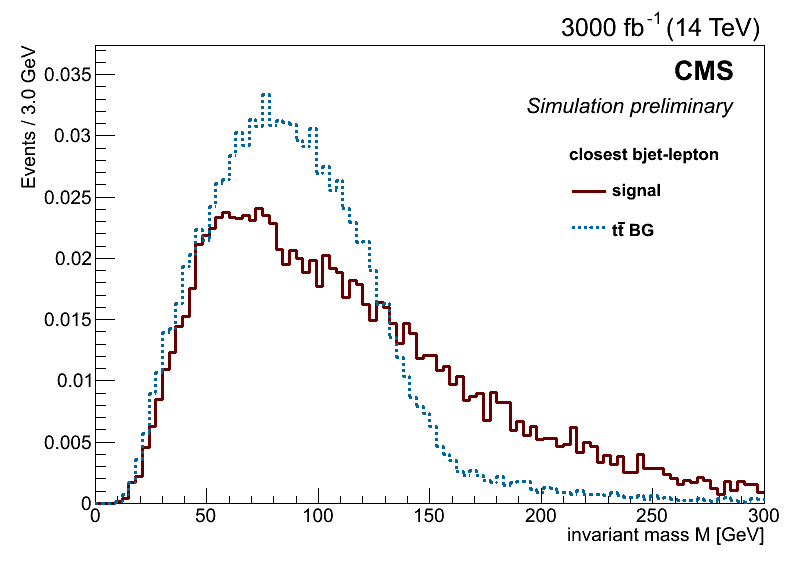 3000 fb⁻¹ (14 TeV)
Events / 3.0 GeV
CMS
Simulation preliminary
closest bjet-lepton
signal
tt̄ BG
0.035
0.03
0.025
0.02
0.015
0.01
0.005
0
0 50 100 150 200 250 300
invariant mass M [GeV]